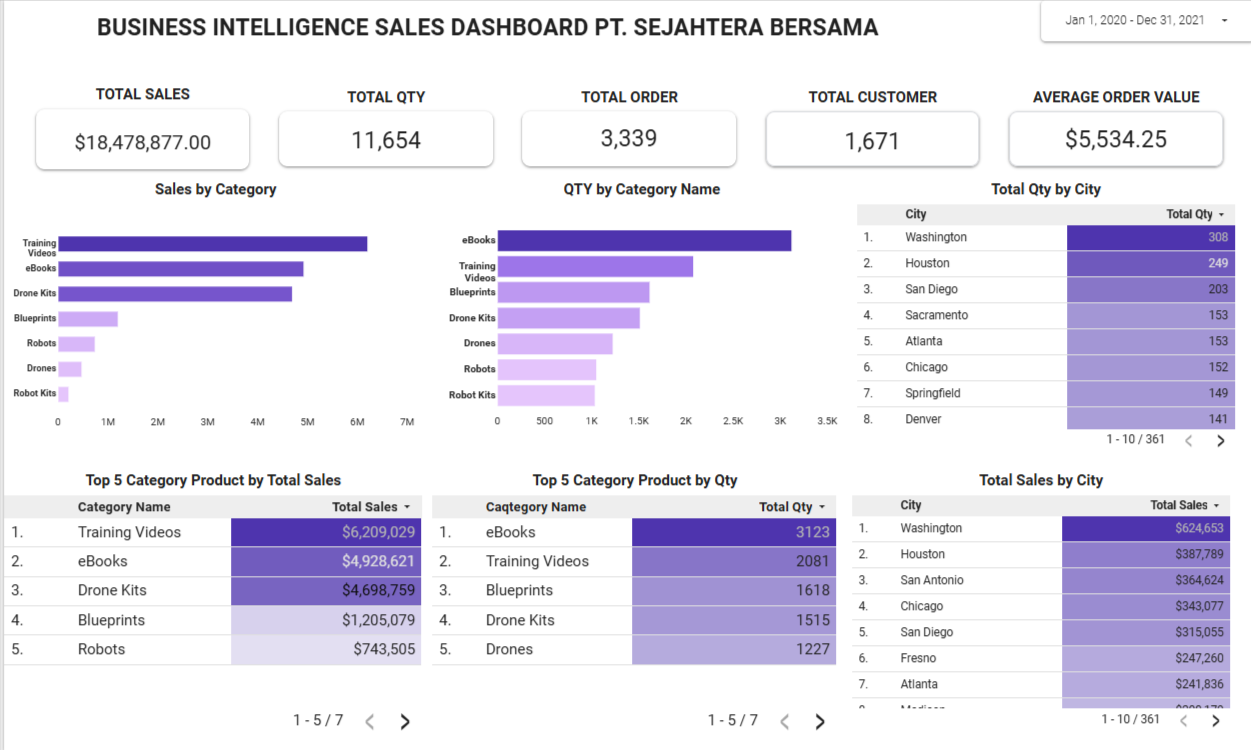 BUSINESS INTELLIGENCE SALES DASHBOARD PT. SEJAHTERA BERSAMA
Jan 1, 2020 - Dec 31, 2021
TOTAL SALES
$18,478,877.00
TOTAL QTY
11,654
TOTAL ORDER
3,339
TOTAL CUSTOMER
1,671
AVERAGE ORDER VALUE
$5,534.25
Sales by Category
Training
Videos
eBooks
Drone Kits
Blueprints
Robots
Drones
Robot Kits
0 1M 2M 3M 4M 5M 6M 7M
QTY by Category Name
eBooks
Training
Videos
Blueprints
Drone Kits
Drones
Robots
Robot Kits
0 500 1K 1.5K 2K 2.5K 3K 3.5K
Total Qty by City
City Total Qty
1. Washington 308
2. Houston 249
3. San Diego 203
4. Sacramento 153
5. Atlanta 153
6. Chicago 152
7. Springfield 149
8. Denver 141
1 - 10 / 361
Top 5 Category Product by Total Sales
Category Name Total Sales
1. Training Videos $6,209,029
2. eBooks $4,928,621
3. Drone Kits $4,698,759
4. Blueprints $1,205,079
5. Robots $743,505
1 - 5 / 7
Top 5 Category Product by Qty
Caqtegory Name Total Qty
1. eBooks 3123
2. Training Videos 2081
3. Blueprints 1618
4. Drone Kits 1515
5. Drones 1227
1 - 5 / 7
Total Sales by City
City Total Sales
1. Washington $624,653
2. Houston $387,789
3. San Antonio $364,624
4. Chicago $343,077
5. San Diego $315,055
6. Fresno $247,260
7. Atlanta $241,836
1 - 10 / 361